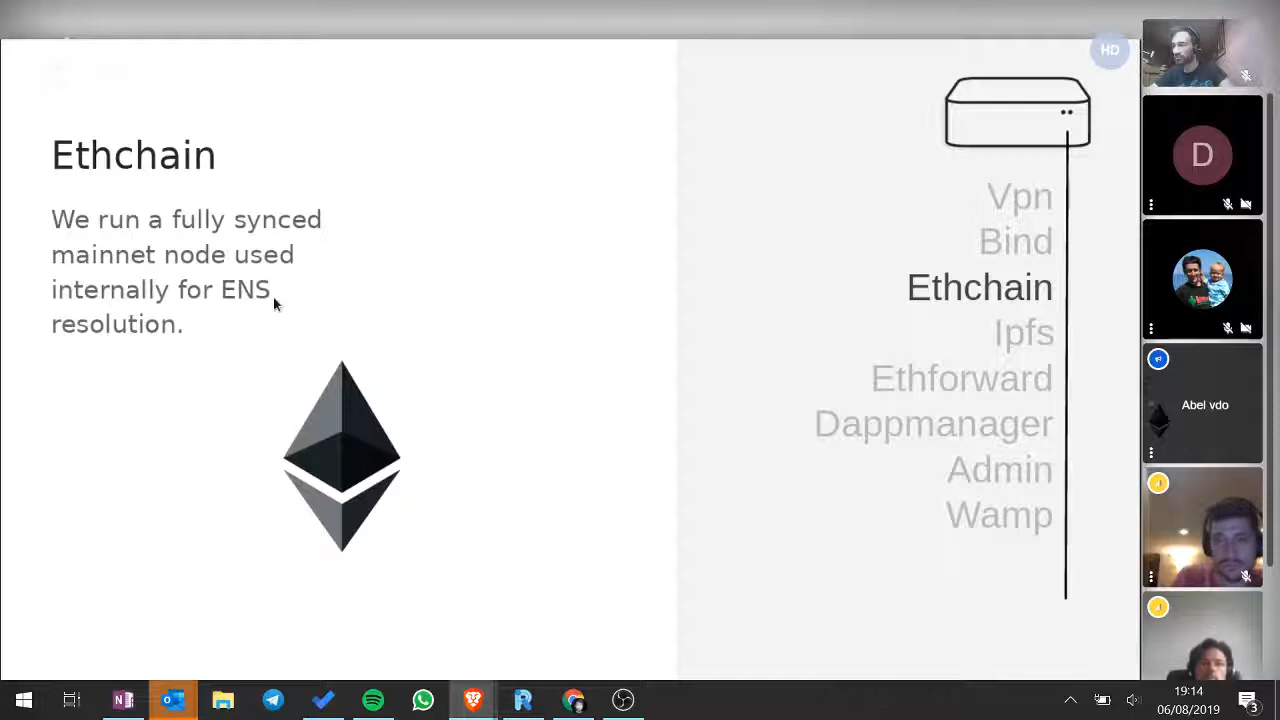 HD
Ethchain
We run a fully synced
mainnet node used
internally for ENS
resolution.
Vpn
Bind
Ethchain
Ipfs
Ethforward
Dappmanager
Admin
Wamp
D
Abel vdo
19:14
06/08/2019
3